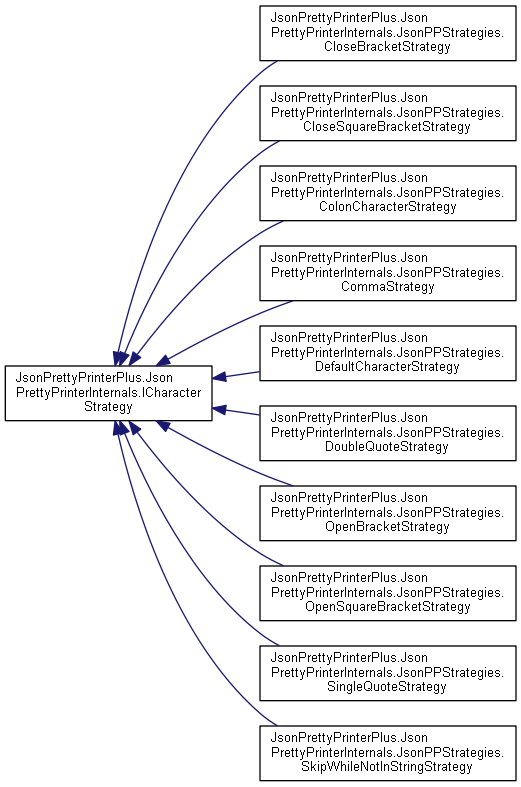 JsonPrettyPrinterPlus.Json
PrettyPrinterInternals.JsonPPStrategies.
CloseBracketStrategy
JsonPrettyPrinterPlus.Json
PrettyPrinterInternals.JsonPPStrategies.
CloseSquareBracketStrategy
JsonPrettyPrinterPlus.Json
PrettyPrinterInternals.JsonPPStrategies.
ColonCharacterStrategy
JsonPrettyPrinterPlus.Json
PrettyPrinterInternals.JsonPPStrategies.
CommaStrategy
JsonPrettyPrinterPlus.Json
PrettyPrinterInternals.JsonPPStrategies.
DefaultCharacterStrategy
JsonPrettyPrinterPlus.Json
PrettyPrinterInternals.ICharacter
Strategy
JsonPrettyPrinterPlus.Json
PrettyPrinterInternals.JsonPPStrategies.
DoubleQuoteStrategy
JsonPrettyPrinterPlus.Json
PrettyPrinterInternals.JsonPPStrategies.
OpenBracketStrategy
JsonPrettyPrinterPlus.Json
PrettyPrinterInternals.JsonPPStrategies.
OpenSquareBracketStrategy
JsonPrettyPrinterPlus.Json
PrettyPrinterInternals.JsonPPStrategies.
SingleQuoteStrategy
JsonPrettyPrinterPlus.Json
PrettyPrinterInternals.JsonPPStrategies.
SkipWhileNotInStringStrategy